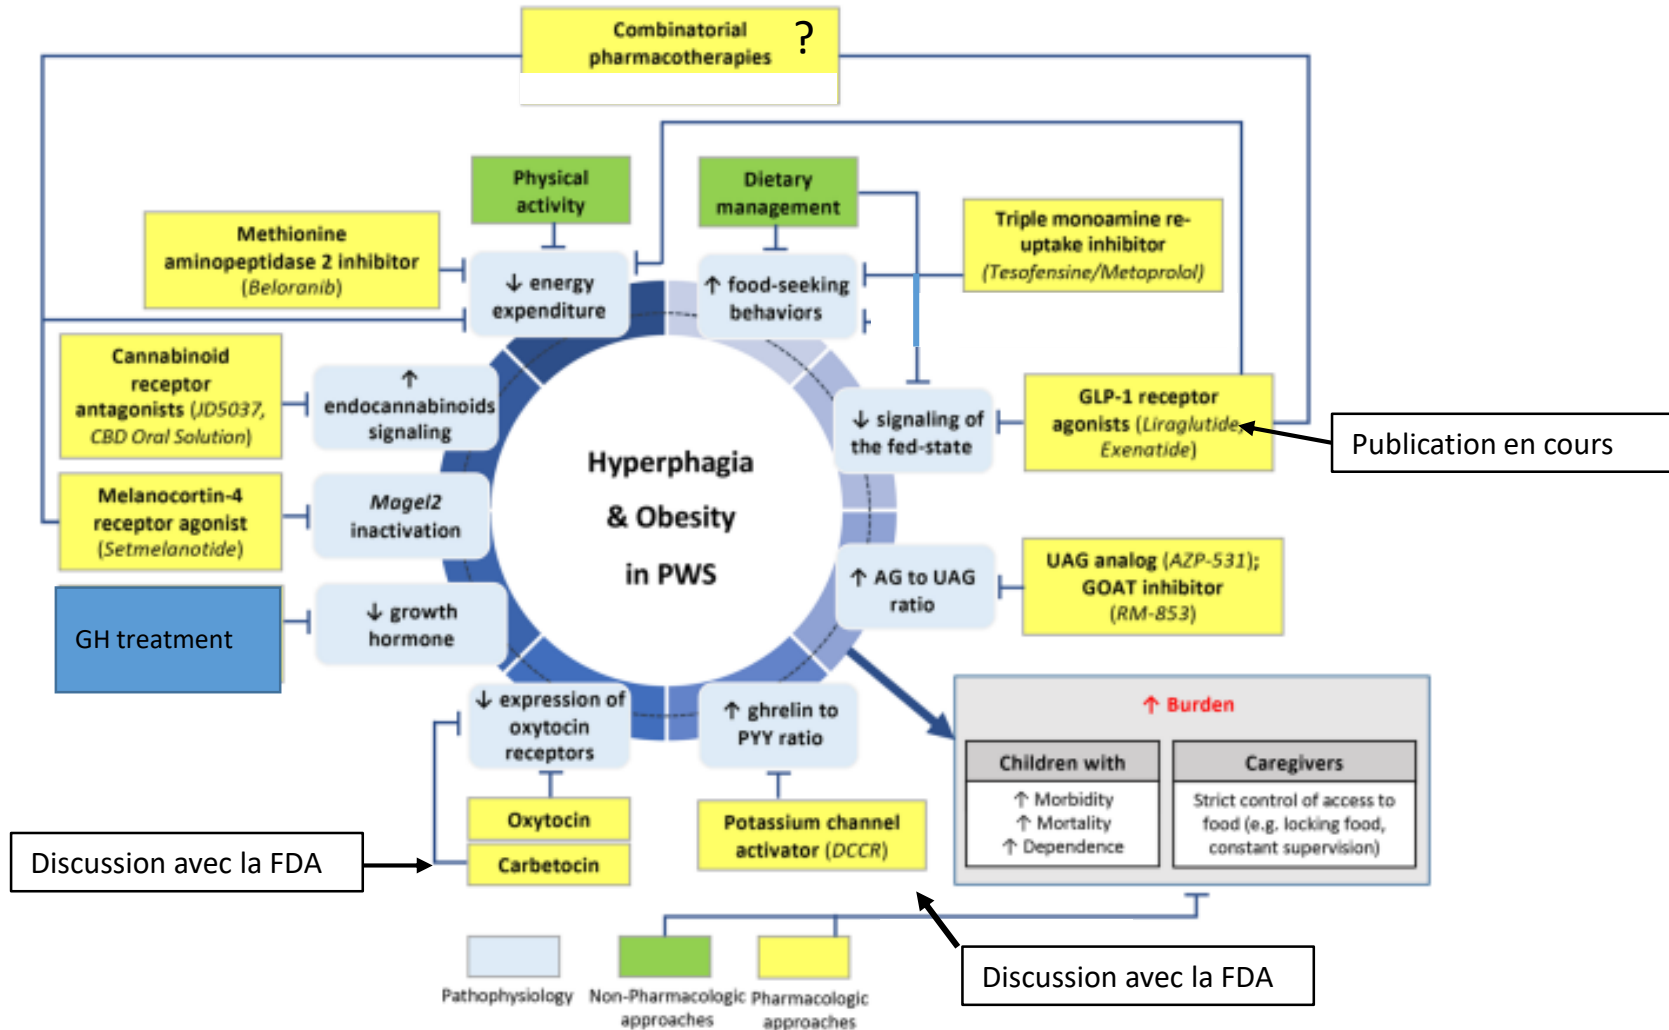 Combinatorial
pharmacotherapies
?
Physical
activity
Dietary
management
Methionine
aminopeptidase 2 inhibitor
(Beloranib)
Triple monoamine re-
uptake inhibitor
(Tesofensine/Metoprolol)
↓ energy
expenditure
↑ food-seeking
behaviors
Cannabinoid
receptor
antagonists (JD5037,
CBD Oral Solution)
↑
endocannabinoids
signaling
↓ signaling of
the fed-state
GLP-1 receptor
agonists (Liraglutide,
Exenatide)
Publication en cours
Hyperphagia
& Obesity
in PWS
Melanocortin-4
receptor agonist
(Setmelanotide)
Magel2
inactivation
↑ AG to UAG
ratio
UAG analog (AZP-531);
GOAT inhibitor
(RM-853)
GH treatment
↓ growth
hormone
↓ expression of
oxytocin
receptors
↑ ghrelin to
PYY ratio
↑ Burden
Children with
↑ Morbidity
↑ Mortality
↑ Dependence
Caregivers
Strict control of access to
food (e.g. locking food,
constant supervision)
Oxytocin
Carbetocin
Potassium channel
activator (DCCR)
Discussion avec la FDA
Discussion avec la FDA
Pathophysiology
Non-Pharmacologic
approaches
Pharmacologic
approaches